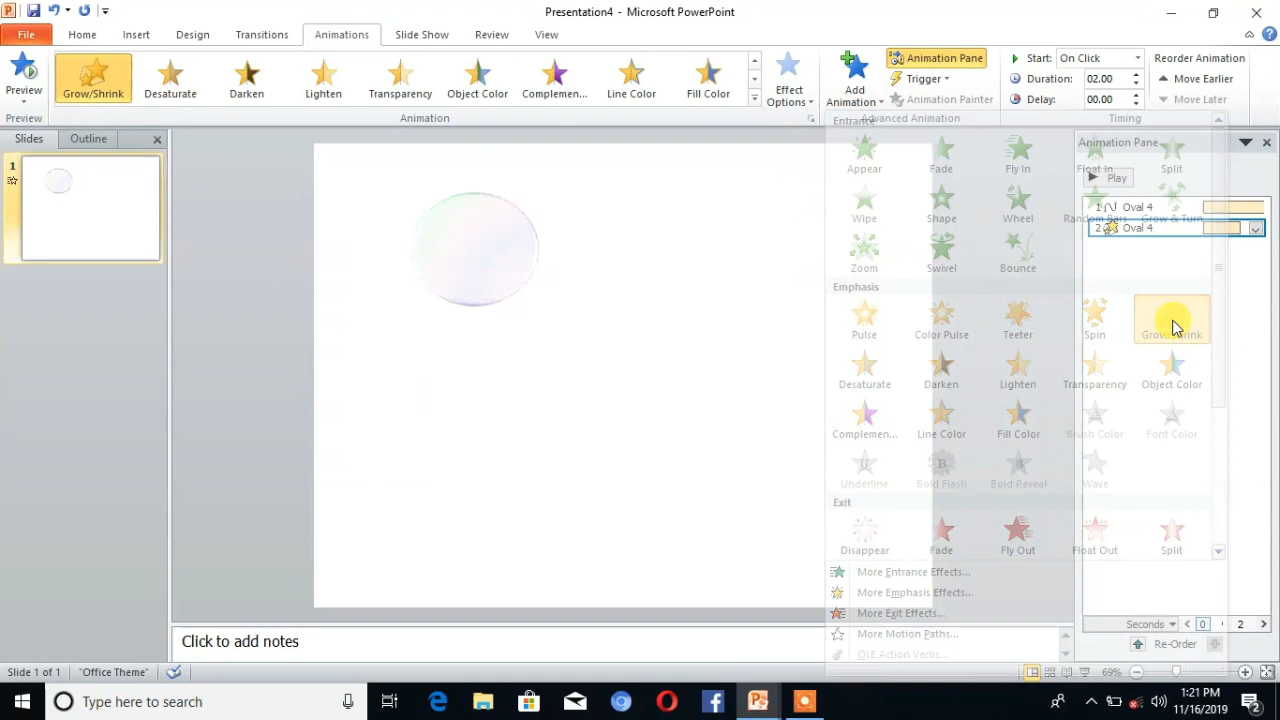 Presentation4 - Microsoft PowerPoint
File Home Insert Design Transitions Animations Slide Show Review View
Preview
Grow/Shrink Desaturate Darken Lighten Transparency Object Color Complemen... Line Color Fill Color
Effect Options
Add Animation
Animation Pane
Trigger
Animation Painter
Start: On Click
Duration: 02.00
Delay: 00.00
Reorder Animation
Move Earlier
Move Later
Preview Animation Advanced Animation Timing
Slides Outline
1
Animation Pane
Play
1 Oval 4
2 Oval 4
Entrance
Appear Fade Fly In Float In Split
Wipe Shape Wheel Random Bars Grow & Turn
Zoom Swivel Bounce
Emphasis
Pulse Color Pulse Teeter Spin Grow/Shrink
Desaturate Darken Lighten Transparency Object Color
Complemen... Line Color Fill Color Brush Color Font Color
Underline Bold Flash Bold Reveal Wave
Exit
Disappear Fade Fly Out Float Out Split
More Entrance Effects...
More Emphasis Effects...
More Exit Effects...
More Motion Paths...
OLE Action Verbs...
Seconds 0 2
Re-Order
Click to add notes
Slide 1 of 1 "Office Theme" 69%
Type here to search
1:21 PM
11/16/2019
2